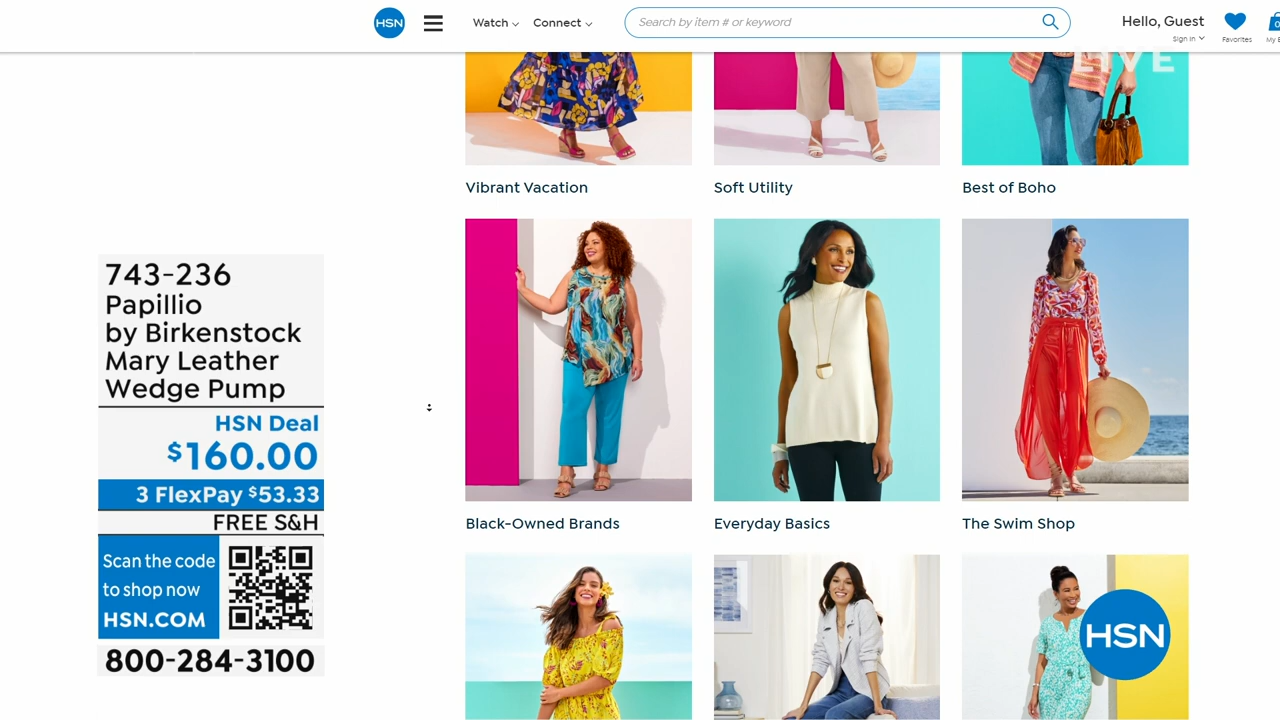 HSN
Watch
Connect
Search by item # or keyword
Hello, Guest
Sign In
Favorites
0
LIVE
Vibrant Vacation
Soft Utility
Best of Boho
743-236
Papillio
by Birkenstock
Mary Leather
Wedge Pump
HSN Deal
$160.00
3 FlexPay $53.33
FREE S&H
Scan the code
to shop now
HSN.COM
800-284-3100
Black-Owned Brands
Everyday Basics
The Swim Shop
HSN